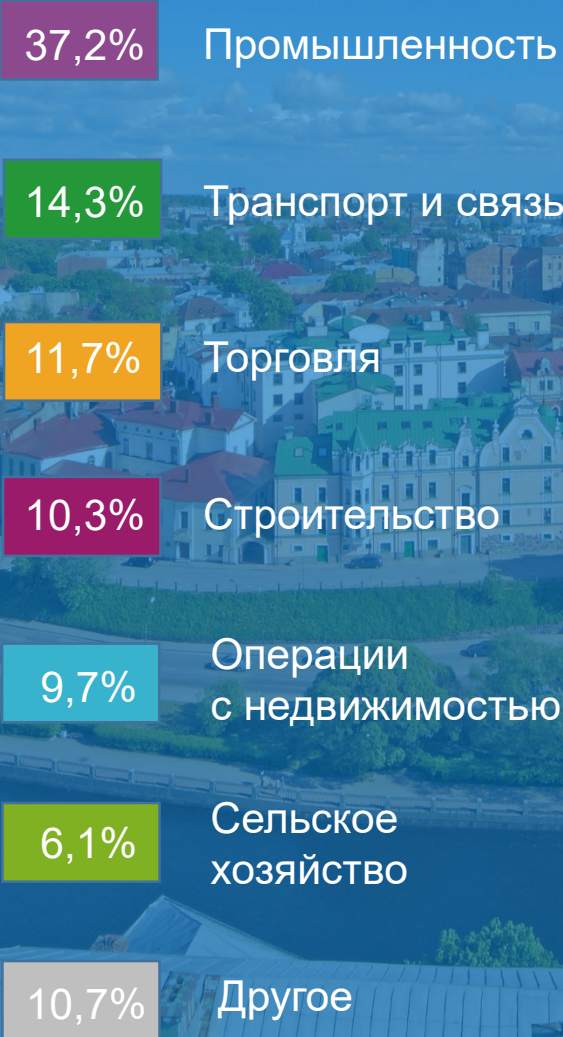 37,2% Промышленность
14,3% Транспорт и связь
11,7% Торговля
10,3% Строительство
9,7% Операции
с недвижимостью
6,1% Сельское
хозяйство
10,7% Другое